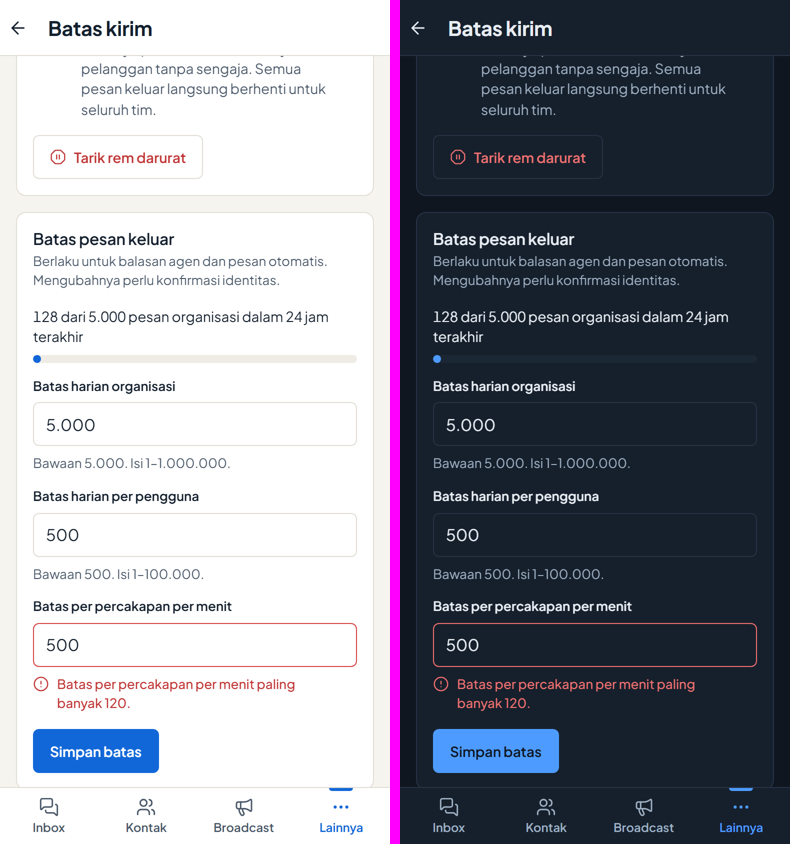 Batas kirim
pelanggan tanpa sengaja. Semua
pesan keluar langsung berhenti untuk
seluruh tim.
Tarik rem darurat
Batas pesan keluar
Berlaku untuk balasan agen dan pesan otomatis.
Mengubahnya perlu konfirmasi identitas.
128 dari 5.000 pesan organisasi dalam 24 jam
terakhir
Batas harian organisasi
5.000
Bawaan 5.000. Isi 1–1.000.000.
Batas harian per pengguna
500
Bawaan 500. Isi 1–100.000.
Batas per percakapan per menit
500
Batas per percakapan per menit paling
banyak 120.
Simpan batas
Inbox
Kontak
Broadcast
Lainnya
Batas kirim
pelanggan tanpa sengaja. Semua
pesan keluar langsung berhenti untuk
seluruh tim.
Tarik rem darurat
Batas pesan keluar
Berlaku untuk balasan agen dan pesan otomatis.
Mengubahnya perlu konfirmasi identitas.
128 dari 5.000 pesan organisasi dalam 24 jam
terakhir
Batas harian organisasi
5.000
Bawaan 5.000. Isi 1–1.000.000.
Batas harian per pengguna
500
Bawaan 500. Isi 1–100.000.
Batas per percakapan per menit
500
Batas per percakapan per menit paling
banyak 120.
Simpan batas
Inbox
Kontak
Broadcast
Lainnya